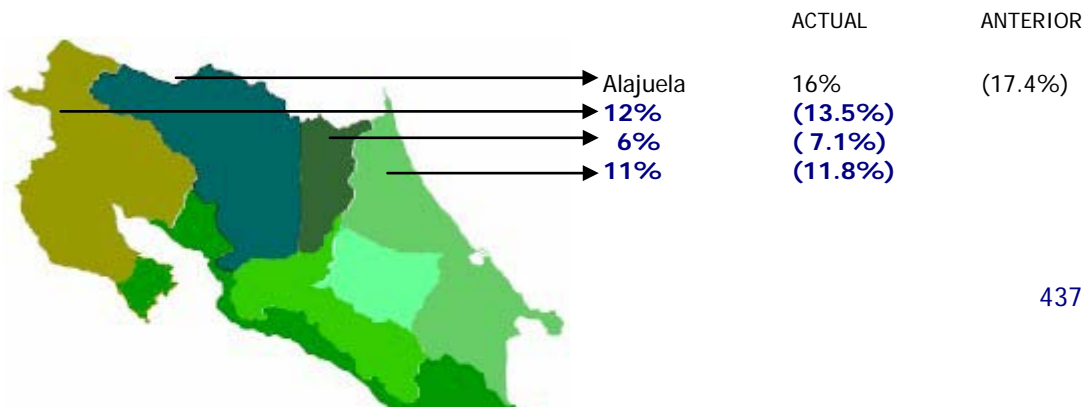 ACTUAL ANTERIOR
Alajuela 16% (17.4%)
12% (13.5%)
6% ( 7.1%)
11% (11.8%)
437